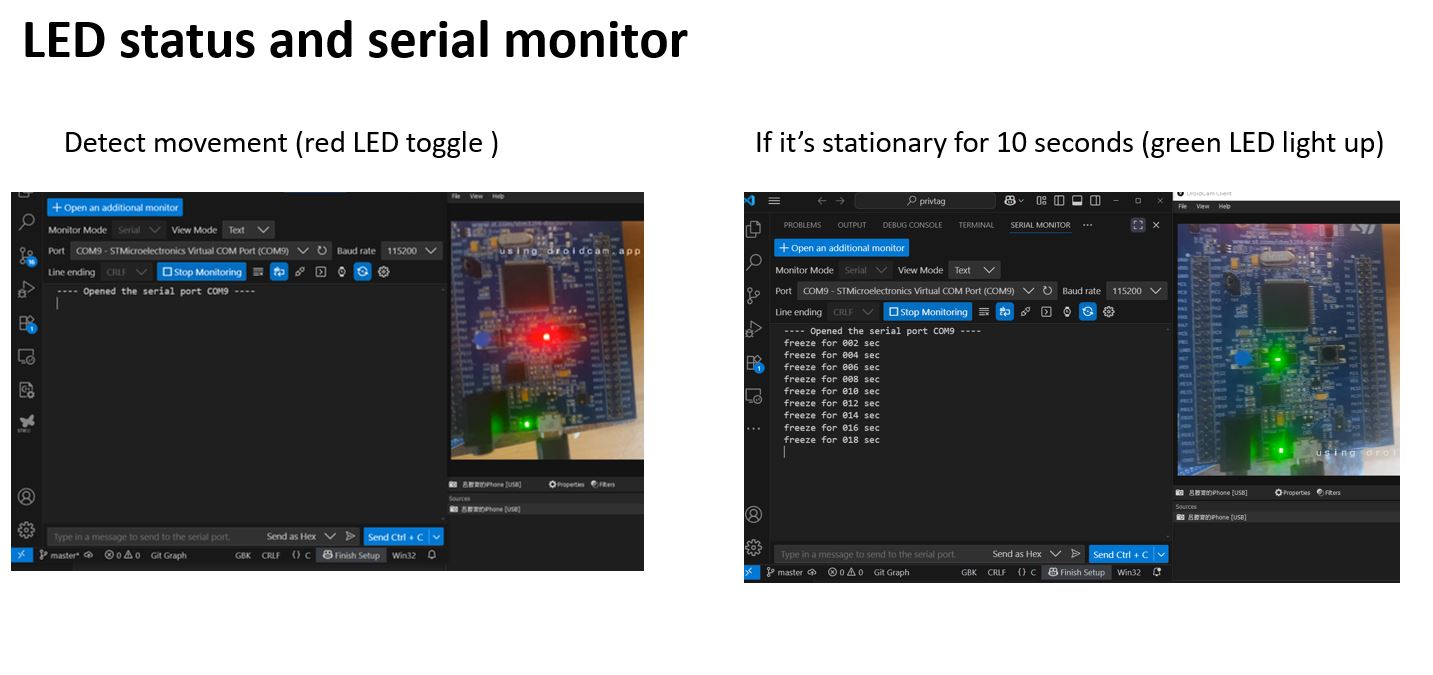 LED status and serial monitor
Detect movement (red LED toggle )
If it’s stationary for 10 seconds (green LED light up)
+ Open an additional monitor
Monitor Mode Serial View Mode Text
Port COM9 - STMicroelectronics Virtual COM Port (COM9) Baud rate 115200
Line ending CRLF Stop Monitoring
---- Opened the serial port COM9 ----
Type in a message to send to the serial port. Send as Hex Send Ctrl + C
master* 0 0 Git Graph GBK CRLF {} C Finish Setup Win32
File View Help
using droidcam.app
iPhone [USB] Properties Filters
Sources
iPhone [USB]
privtag
PROBLEMS OUTPUT DEBUG CONSOLE TERMINAL SERIAL MONITOR ···
+ Open an additional monitor
Monitor Mode Serial View Mode Text
Port COM9 - STMicroelectronics Virtual COM Port (COM9) Baud rate 115200
Line ending CRLF Stop Monitoring
---- Opened the serial port COM9 ----
freeze for 002 sec
freeze for 004 sec
freeze for 006 sec
freeze for 008 sec
freeze for 010 sec
freeze for 012 sec
freeze for 014 sec
freeze for 016 sec
freeze for 018 sec
Type in a message to send to the serial port. Send as Hex Send Ctrl + C
master 0 0 Git Graph GBK CRLF {} C Finish Setup Win32
DroidCam Client
File View Help
using droi
iPhone [USB] Properties Filters
Sources
iPhone [USB]